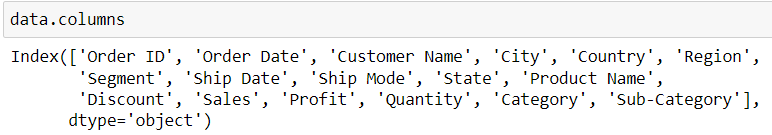 data.columns
Index(['Order ID', 'Order Date', 'Customer Name', 'City', 'Country', 'Region',
'Segment', 'Ship Date', 'Ship Mode', 'State', 'Product Name',
'Discount', 'Sales', 'Profit', 'Quantity', 'Category', 'Sub-Category'],
dtype='object')